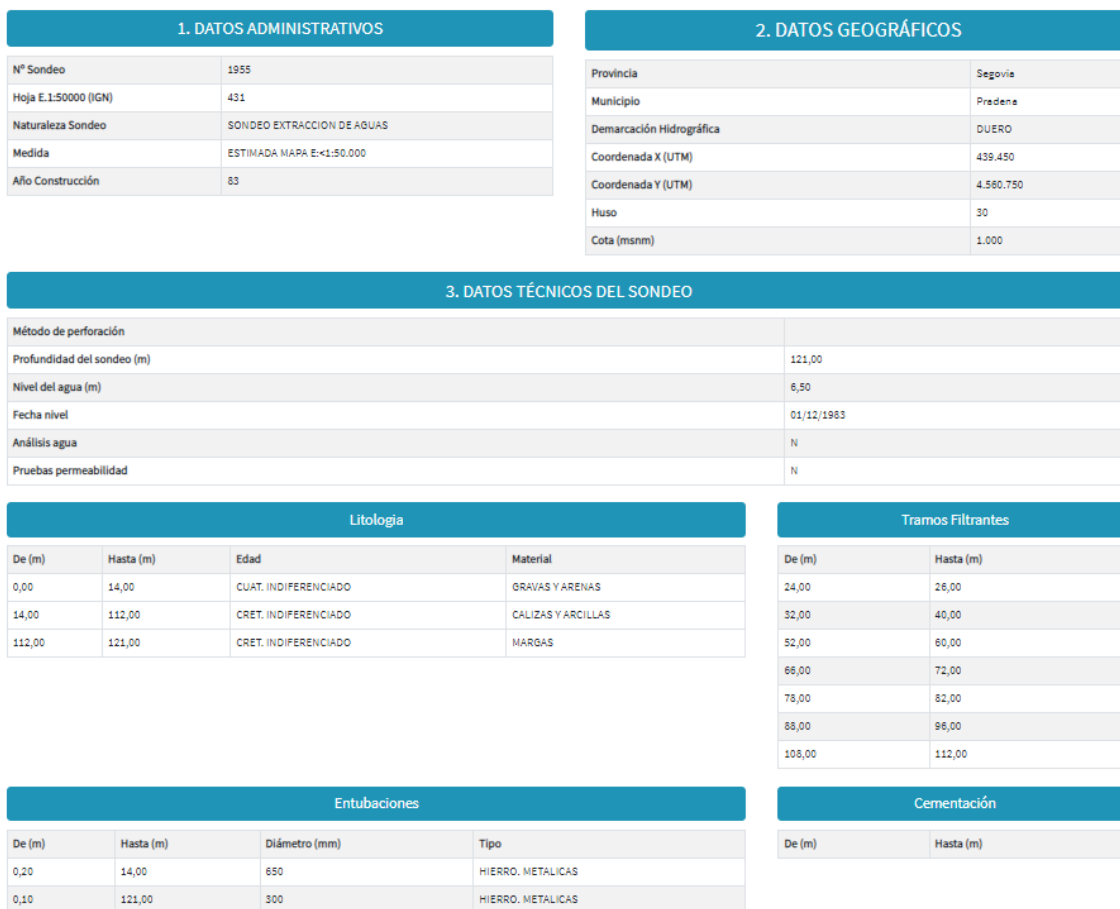 1. DATOS ADMINISTRATIVOS
Nº Sondeo 1955
Hoja E.1:50000 (IGN) 431
Naturaleza Sondeo SONDEO EXTRACCION DE AGUAS
Medida ESTIMADA MAPA E:<1:50.000
Año Construcción 83
2. DATOS GEOGRÁFICOS
Provincia Segovia
Municipio Pradena
Demarcación Hidrográfica DUERO
Coordenada X (UTM) 439.450
Coordenada Y (UTM) 4.560.750
Huso 30
Cota (msnm) 1.000
3. DATOS TÉCNICOS DEL SONDEO
Método de perforación
Profundidad del sondeo (m) 121,00
Nivel del agua (m) 6,50
Fecha nivel 01/12/1983
Análisis agua N
Pruebas permeabilidad N
Litologia
De (m) Hasta (m) Edad Material
0,00 14,00 CUAT. INDIFERENCIADO GRAVAS Y ARENAS
14,00 112,00 CRET. INDIFERENCIADO CALIZAS Y ARCILLAS
112,00 121,00 CRET. INDIFERENCIADO MARGAS
Tramos Filtrantes
De (m) Hasta (m)
24,00 26,00
32,00 40,00
52,00 60,00
66,00 72,00
78,00 82,00
88,00 96,00
108,00 112,00
Entubaciones
De (m) Hasta (m) Diámetro (mm) Tipo
0,20 14,00 650 HIERRO. METALICAS
0,10 121,00 300 HIERRO. METALICAS
Cementación
De (m) Hasta (m)